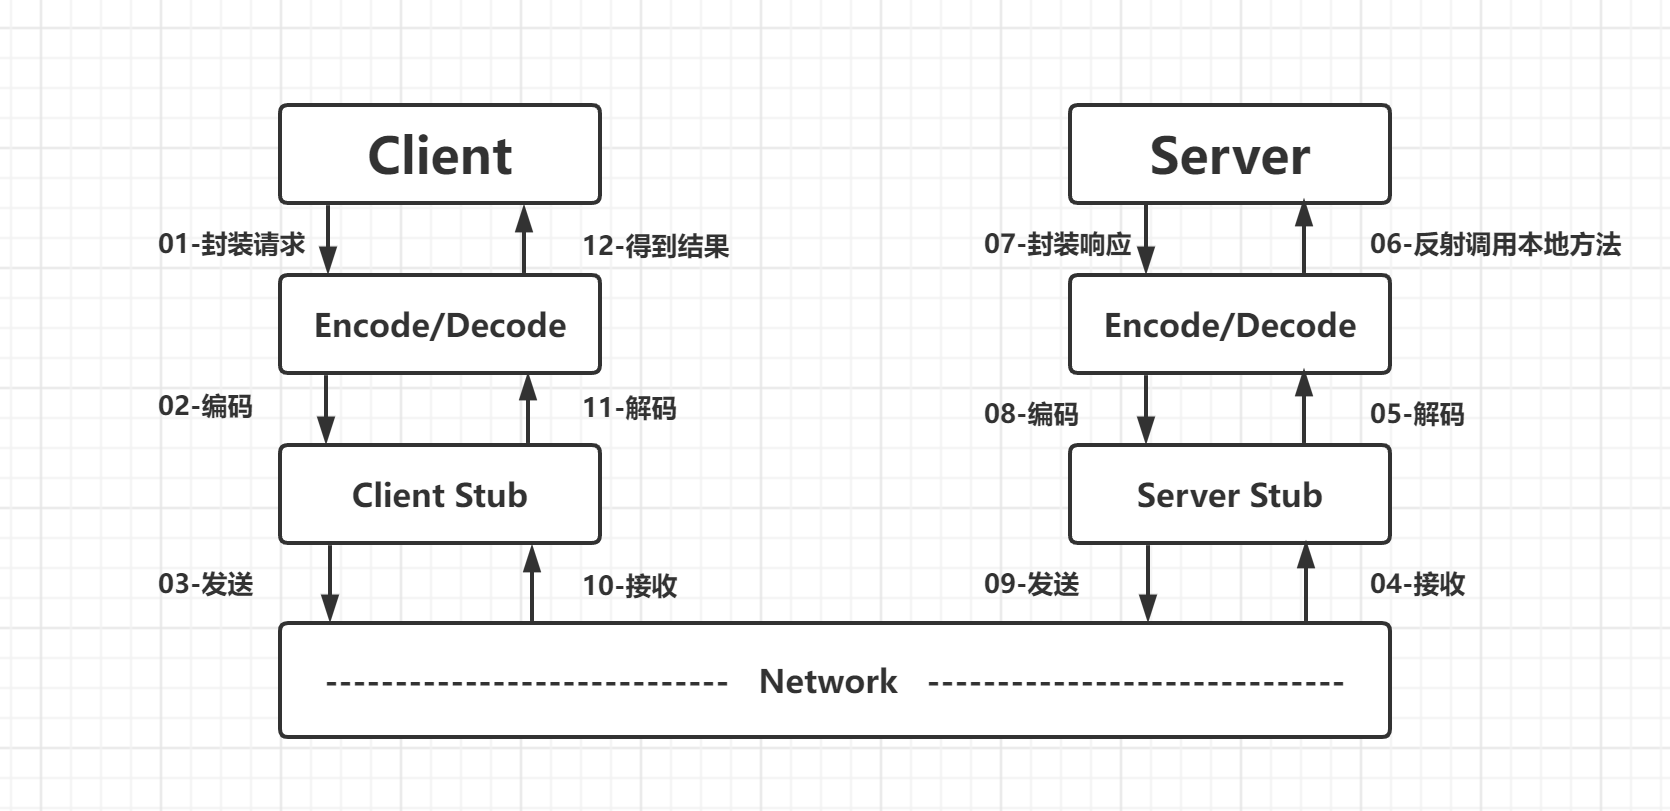 Client
Server
01-封装请求
12-得到结果
07-封装响应
06-反射调用本地方法
Encode/Decode
Encode/Decode
02-编码
11-解码
08-编码
05-解码
Client Stub
Server Stub
03-发送
10-接收
09-发送
04-接收
----------------------------- Network ------------------------------